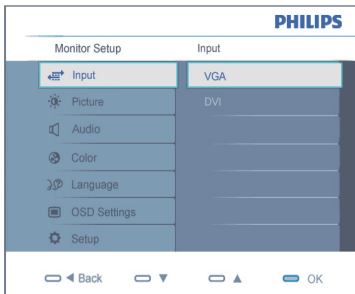 PHILIPS
Monitor Setup
Input
Input
VGA
Picture
DVI
Audio
Color
Language
OSD Settings
Setup
Back
OK